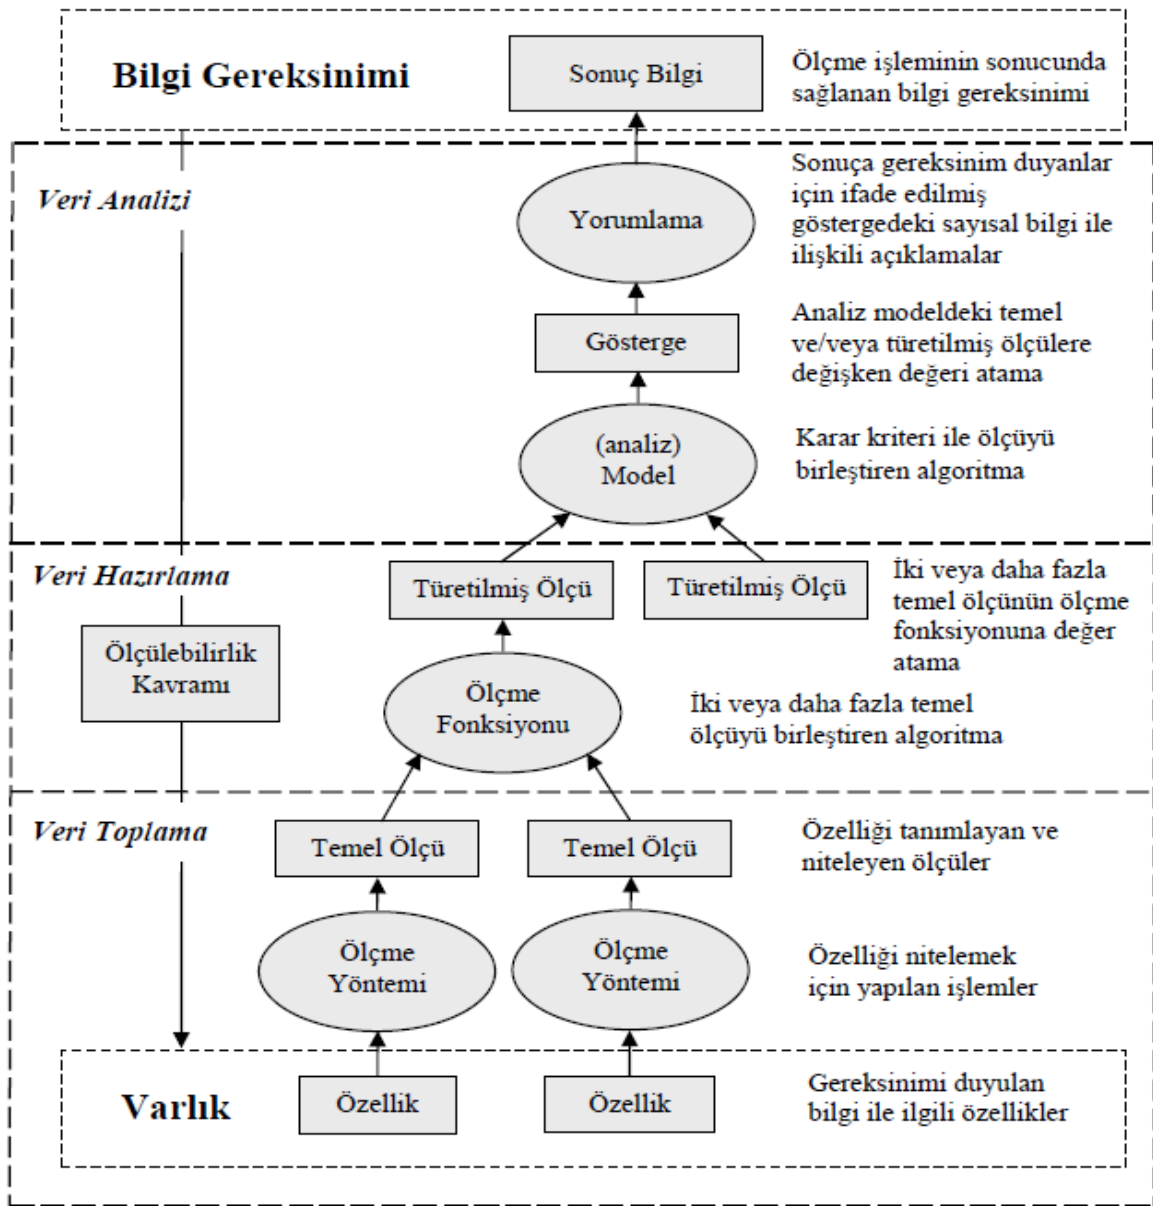 Bilgi Gereksinimi
Sonuç Bilgi
Ölçme işleminin sonucunda
sağlanan bilgi gereksinimi
Veri Analizi
Yorumlama
Sonuça gereksinim duyanlar
için ifade edilmiş
göstergedeki sayısal bilgi ile
ilişkili açıklamalar
Gösterge
Analiz modeldeki temel
ve/veya türetilmiş ölçülere
değişken değeri atama
(analiz)
Model
Karar kriteri ile ölçüyü
birleştiren algoritma
Veri Hazırlama
Türetilmiş Ölçü
Türetilmiş Ölçü
İki veya daha fazla
temel ölçünün ölçme
fonksiyonuna değer
atama
Ölçülebilirlik
Kavramı
Ölçme
Fonksiyonu
İki veya daha fazla temel
ölçüyü birleştiren algoritma
Veri Toplama
Temel Ölçü
Temel Ölçü
Özelliği tanımlayan ve
niteleyen ölçüler
Ölçme
Yöntemi
Ölçme
Yöntemi
Özelliği nitelemek
için yapılan işlemler
Varlık
Özellik
Özellik
Gereksinimi duyulan
bilgi ile ilgili özellikler